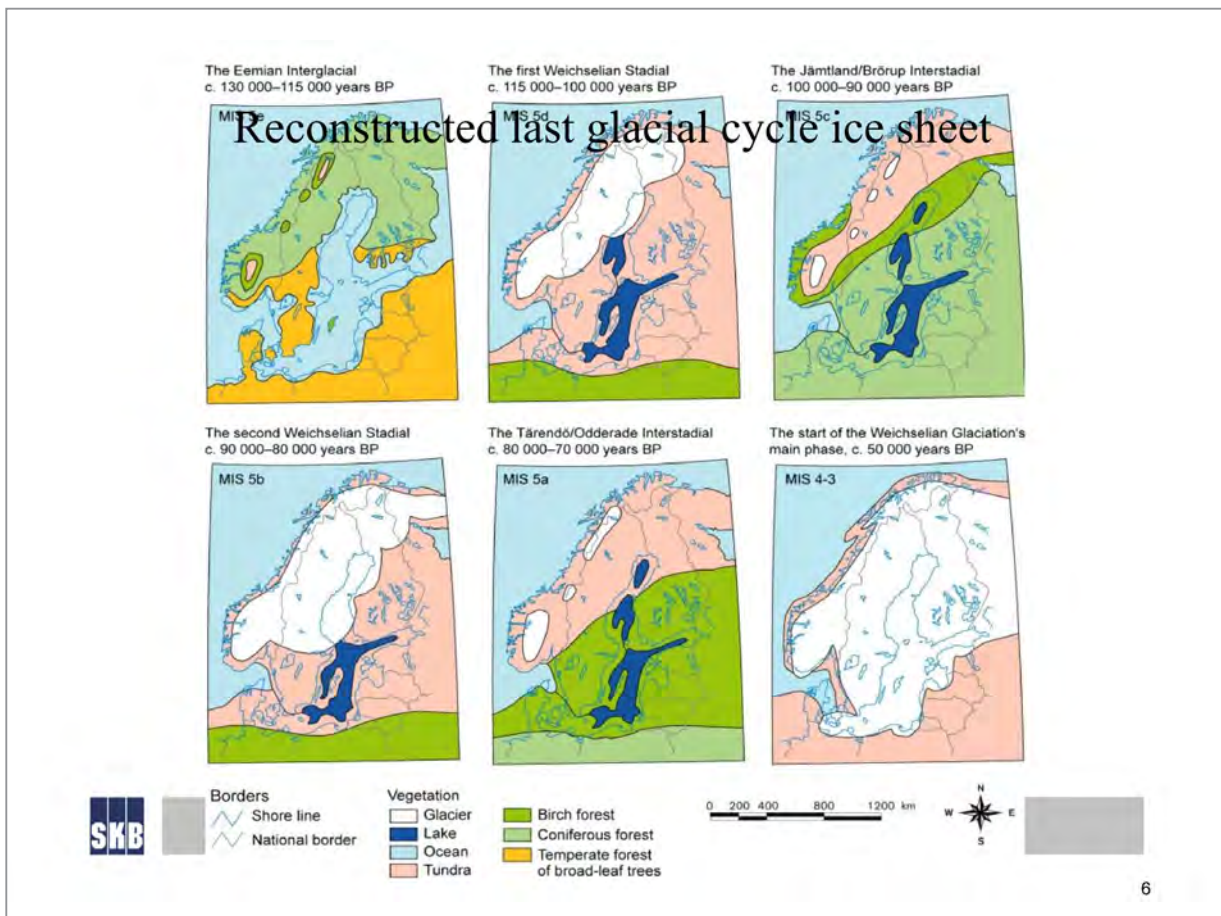 Reconstructed last glacial cycle ice sheet
The Eemian Interglacial
c. 130 000–115 000 years BP
MIS 5e
The first Weichselian Stadial
c. 115 000–100 000 years BP
MIS 5d
The Jämtland/Brörup Interstadial
c. 100 000–90 000 years BP
MIS 5c
The second Weichselian Stadial
c. 90 000–80 000 years BP
MIS 5b
The Tärendö/Odderade Interstadial
c. 80 000–70 000 years BP
MIS 5a
The start of the Weichselian Glaciation's
main phase, c. 50 000 years BP
MIS 4-3
SKB
Borders
Shore line
National border
Vegetation
Glacier
Lake
Ocean
Tundra
Birch forest
Coniferous forest
Temperate forest
of broad-leaf trees
0 200 400 800 1200 km
N
W E
S
6